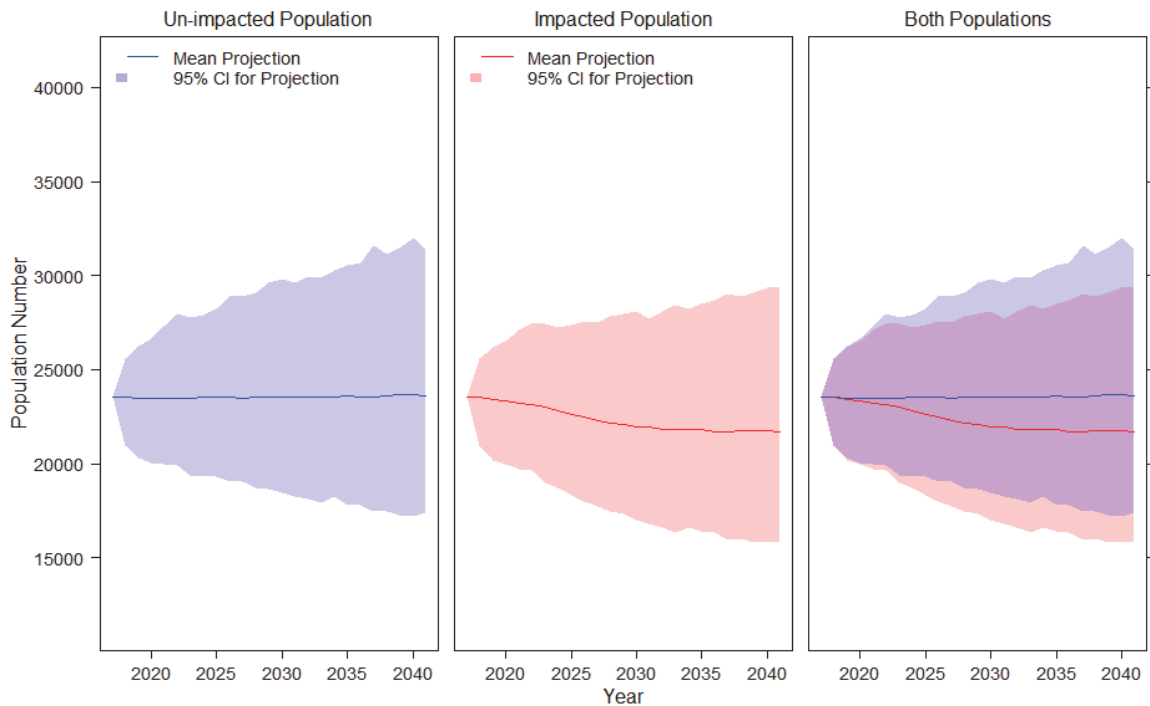 Un-impacted Population
Impacted Population
Both Populations
Mean Projection
95% CI for Projection
Mean Projection
95% CI for Projection
Population Number
40000
35000
30000
25000
20000
15000
2020 2025 2030 2035 2040
2020 2025 2030 2035 2040
2020 2025 2030 2035 2040
Year